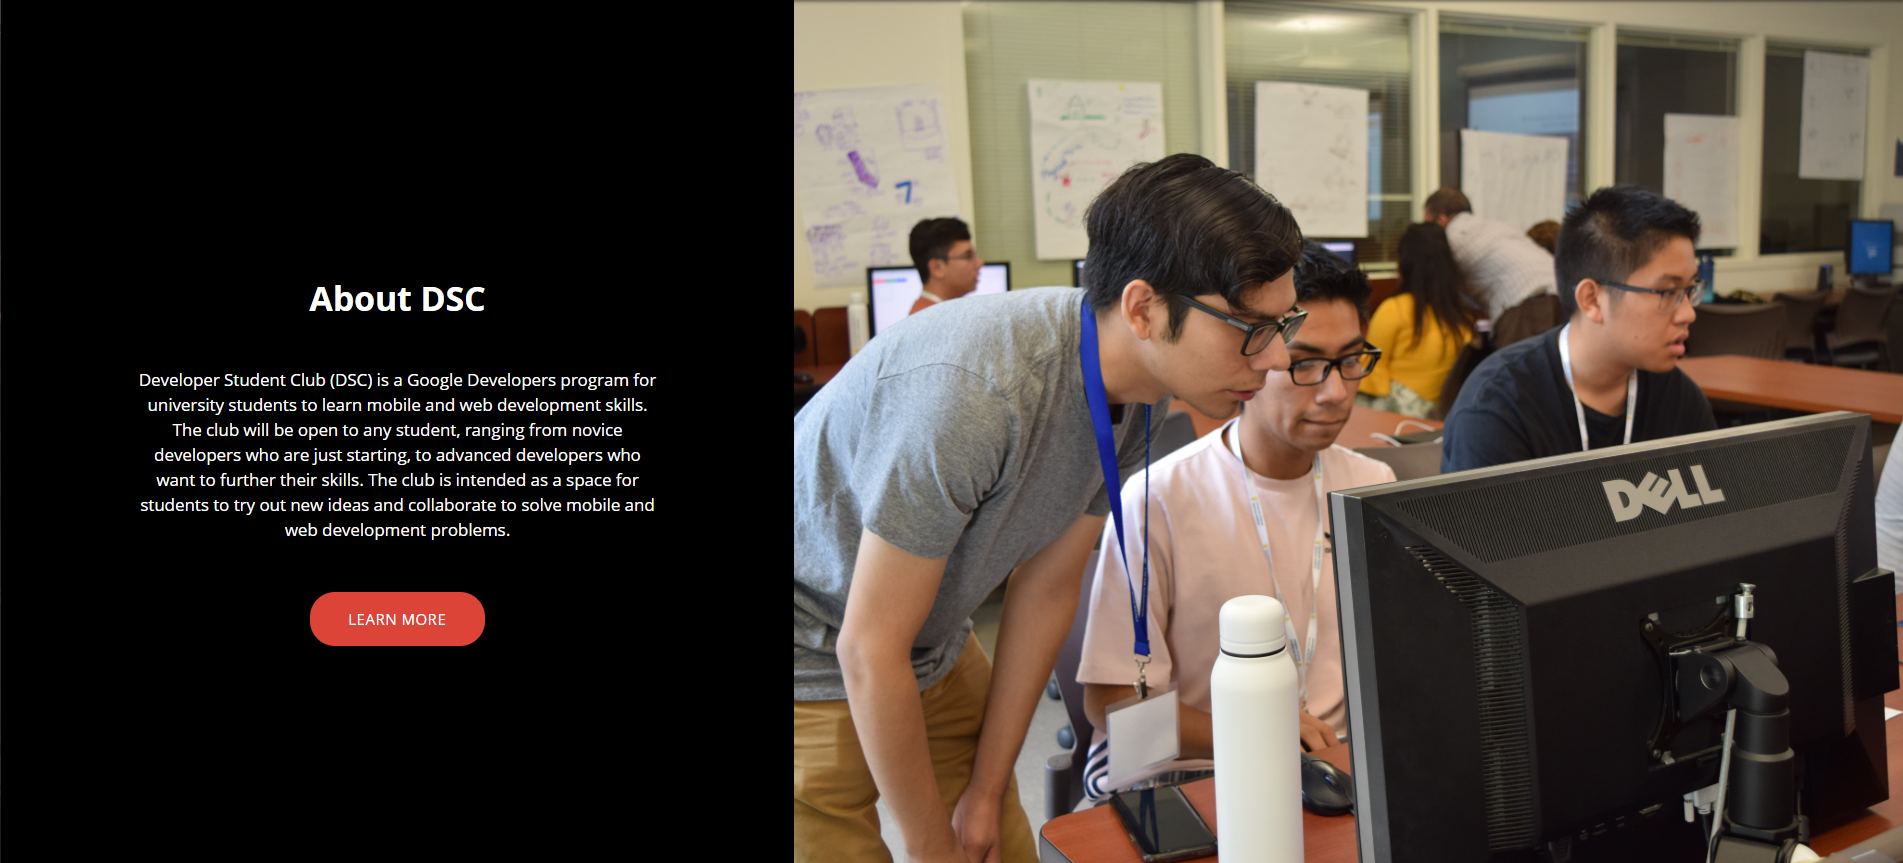 About DSC
Developer Student Club (DSC) is a Google Developers program for
university students to learn mobile and web development skills.
The club will be open to any student, ranging from novice
developers who are just starting, to advanced developers who
want to further their skills. The club is intended as a space for
students to try out new ideas and collaborate to solve mobile and
web development problems.
LEARN MORE
7
DELL